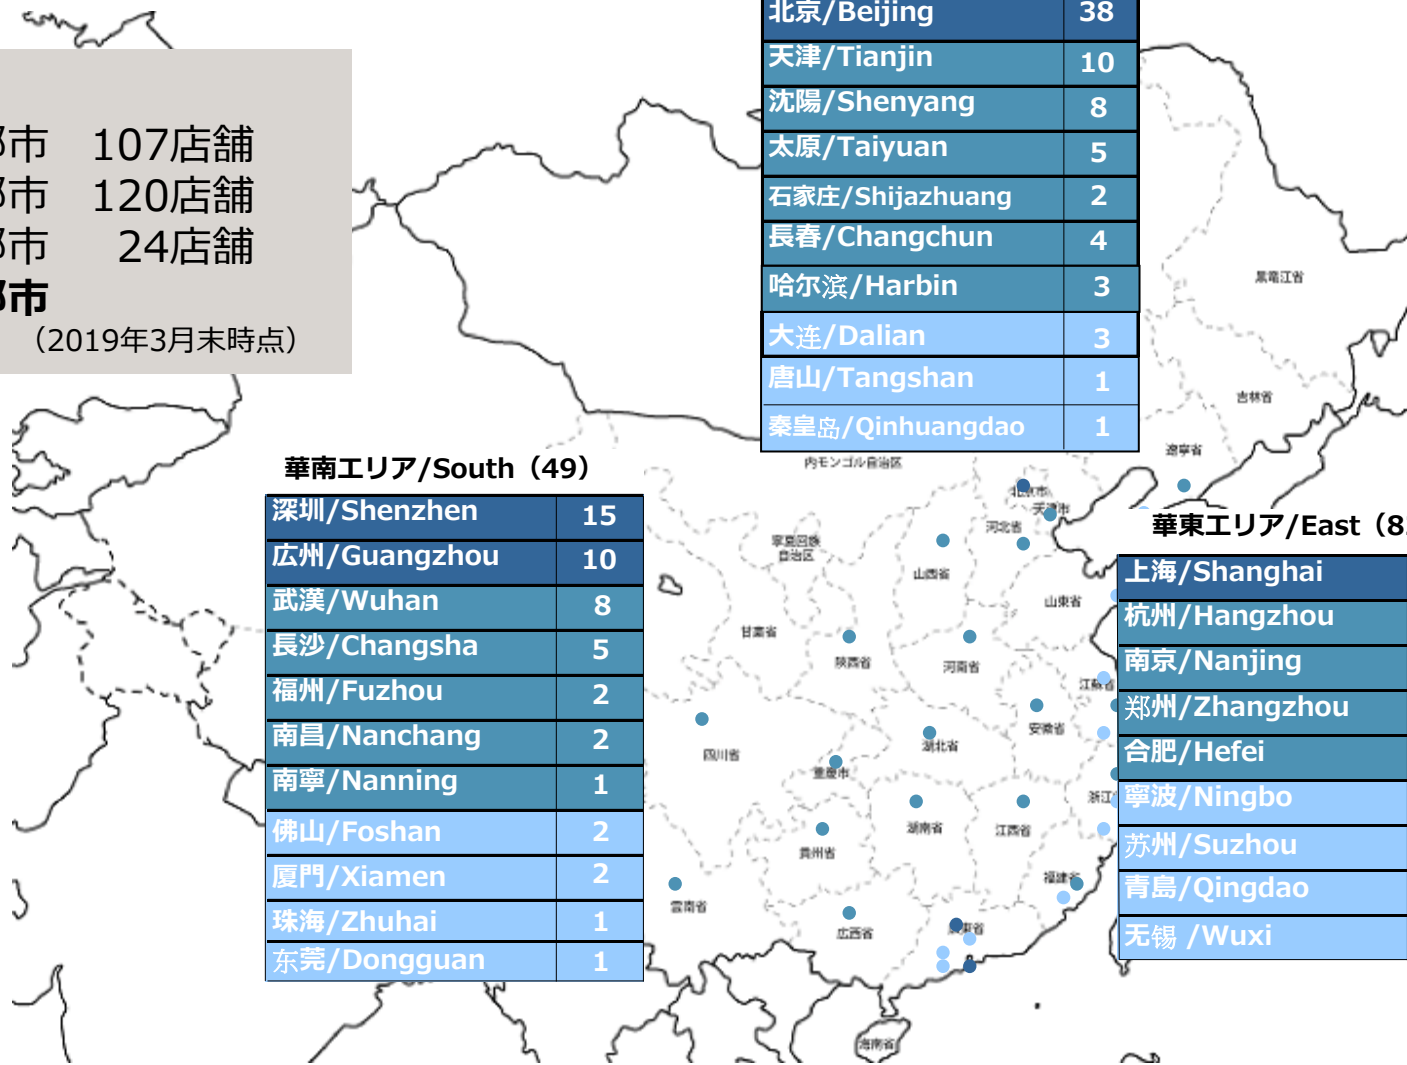 都市 107店舗
都市 120店舗
都市 24店舗
都市
（2019年3月末時点）
北京/Beijing 38
天津/Tianjin 10
沈陽/Shenyang 8
太原/Taiyuan 5
石家庄/Shijazhuang 2
長春/Changchun 4
哈尔滨/Harbin 3
大连/Dalian 3
唐山/Tangshan 1
秦皇岛/Qinhuangdao 1
華南エリア/South（49）
深圳/Shenzhen 15
広州/Guangzhou 10
武漢/Wuhan 8
長沙/Changsha 5
福州/Fuzhou 2
南昌/Nanchang 2
南寧/Nanning 1
佛山/Foshan 2
厦門/Xiamen 2
珠海/Zhuhai 1
东莞/Dongguan 1
華東エリア/East（8
上海/Shanghai
杭州/Hangzhou
南京/Nanjing
郑州/Zhangzhou
合肥/Hefei
寧波/Ningbo
苏州/Suzhou
青島/Qingdao
无锡 /Wuxi
黒竜江省
吉林省
遼寧省
内モンゴル自治区
北京市
天津市
河北省
寧夏回族
自治区
山西省
山東省
甘粛省
陝西省
河南省
江蘇省
安徽省
四川省
湖北省
重慶市
浙江
湖南省
江西省
貴州省
福建省
雲南省
広西省
広東省
海南省